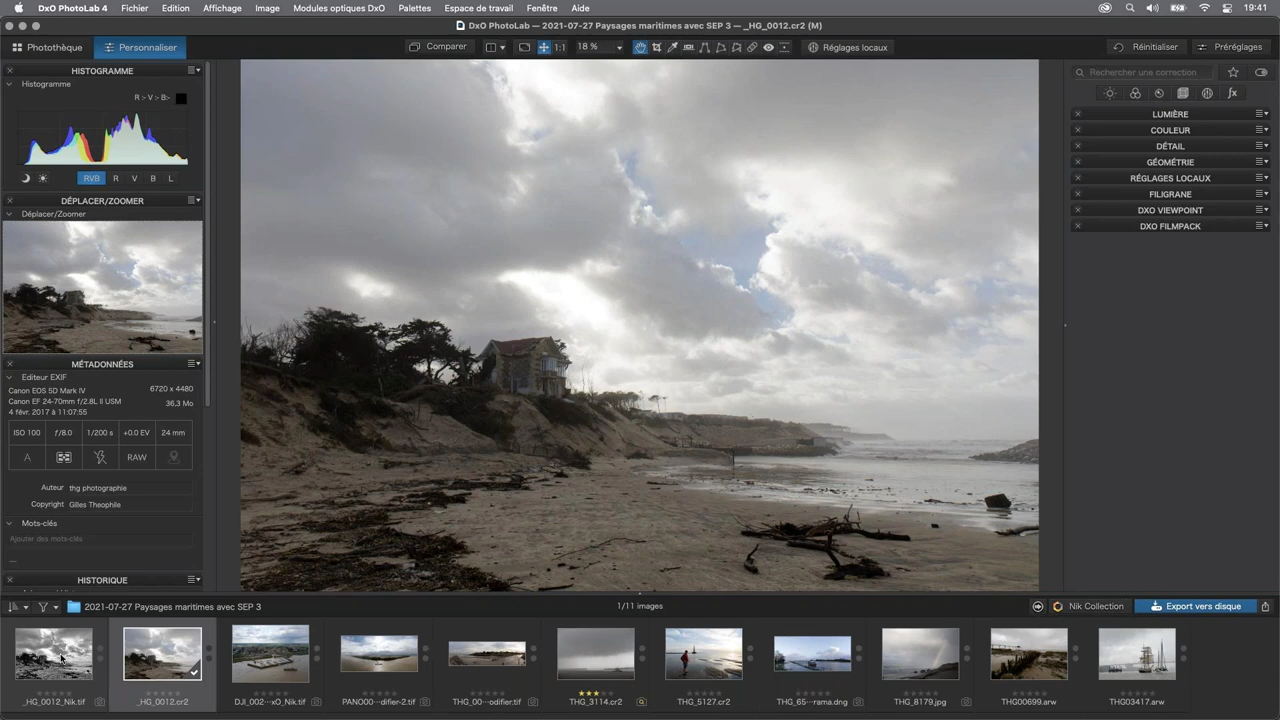 DxO PhotoLab 4 Fichier Edition Affichage Image Modules optiques DxO Palettes Espace de travail Fenêtre Aide 19:41
DxO PhotoLab — 2021-07-27 Paysages maritimes avec SEP 3 — _HG_0012.cr2 (M)
Photothèque Personnaliser Comparer 1:1 18 % Réglages locaux Réinitialiser Préréglages
HISTOGRAMME
Histogramme
R:- V:- B:-
RVB R V B L
DÉPLACER/ZOOMER
Déplacer/Zoomer
MÉTADONNÉES
Editeur EXIF
Canon EOS 5D Mark IV 6720 x 4480
Canon EF 24-70mm f/2.8L II USM
36,3 Mo
4 févr. 2017 à 11:07:55
ISO 100 ƒ/8.0 1/200 s +0.0 EV 24 mm
A RAW
Auteur thg photographie
Copyright Gilles Theophile
Mots-clés
Ajouter des mots-clés
HISTORIQUE
Rechercher une correction
fx
LUMIÈRE
COULEUR
DÉTAIL
GÉOMÉTRIE
RÉGLAGES LOCAUX
FILIGRANE
DXO VIEWPOINT
DXO FILMPACK
2021-07-27 Paysages maritimes avec SEP 3 1/11 images Nik Collection Export vers disque
_HG_0012_Nik.tif _HG_0012.cr2 DJI_002···xO_Nik.tif PANO00···difier-2.tif THG_00···odifier.tif THG_3114.cr2 THG_5127.cr2 THG_65···rama.dng THG_8179.jpg THG00699.arw THG03417.arw